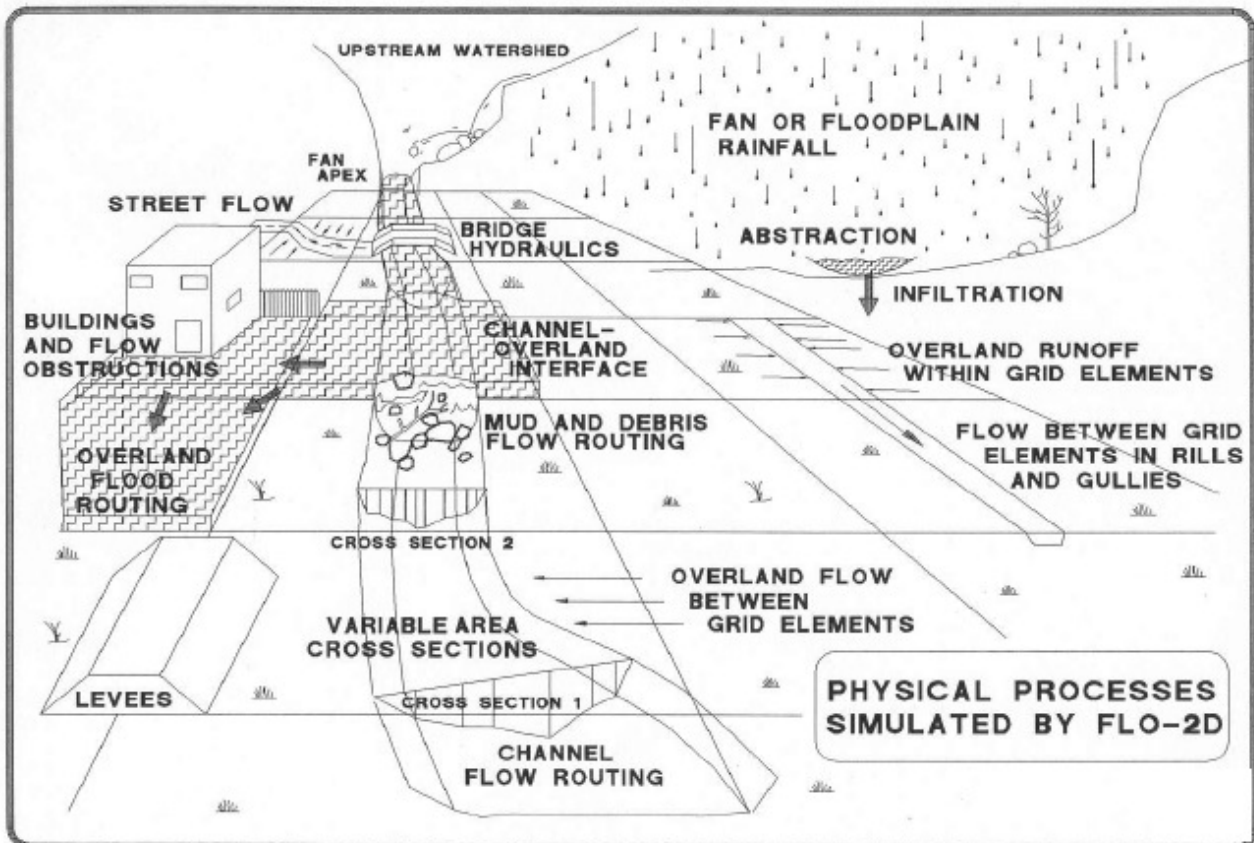 UPSTREAM WATERSHED
FAN OR FLOODPLAIN
RAINFALL
FAN
APEX
STREET FLOW
BRIDGE
HYDRAULICS
ABSTRACTION
INFILTRATION
BUILDINGS
AND FLOW
OBSTRUCTIONS
CHANNEL-
OVERLAND
INTERFACE
OVERLAND RUNOFF
WITHIN GRID ELEMENTS
MUD AND DEBRIS
FLOW ROUTING
FLOW BETWEEN GRID
ELEMENTS IN RILLS
AND GULLIES
OVERLAND
FLOOD
ROUTING
CROSS SECTION 2
OVERLAND FLOW
BETWEEN
GRID ELEMENTS
VARIABLE AREA
CROSS SECTIONS
LEVEES
CROSS SECTION 1
CHANNEL
FLOW ROUTING
PHYSICAL PROCESSES
SIMULATED BY FLO-2D